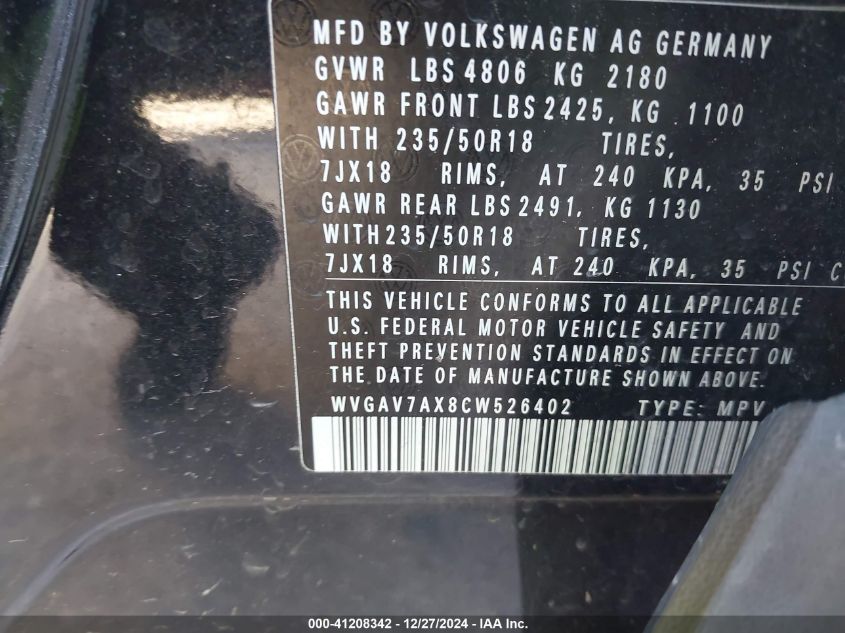 MFD BY VOLKSWAGEN AG GERMANY
GVWR LBS 4806 KG 2180
GAWR FRONT LBS 2425, KG 1100
WITH 235/50R18 TIRES,
7JX18 RIMS, AT 240 KPA, 35 PSI
GAWR REAR LBS 2491, KG 1130
WITH 235/50R18 TIRES,
7JX18 RIMS, AT 240 KPA, 35 PSI C
THIS VEHICLE CONFORMS TO ALL APPLICABLE
U.S. FEDERAL MOTOR VEHICLE SAFETY AND
THEFT PREVENTION STANDARDS IN EFFECT ON
THE DATE OF MANUFACTURE SHOWN ABOVE.
WVGAV7AX8CW526402 TYPE: MPV
000-41208342 - 12/27/2024 - IAA Inc.